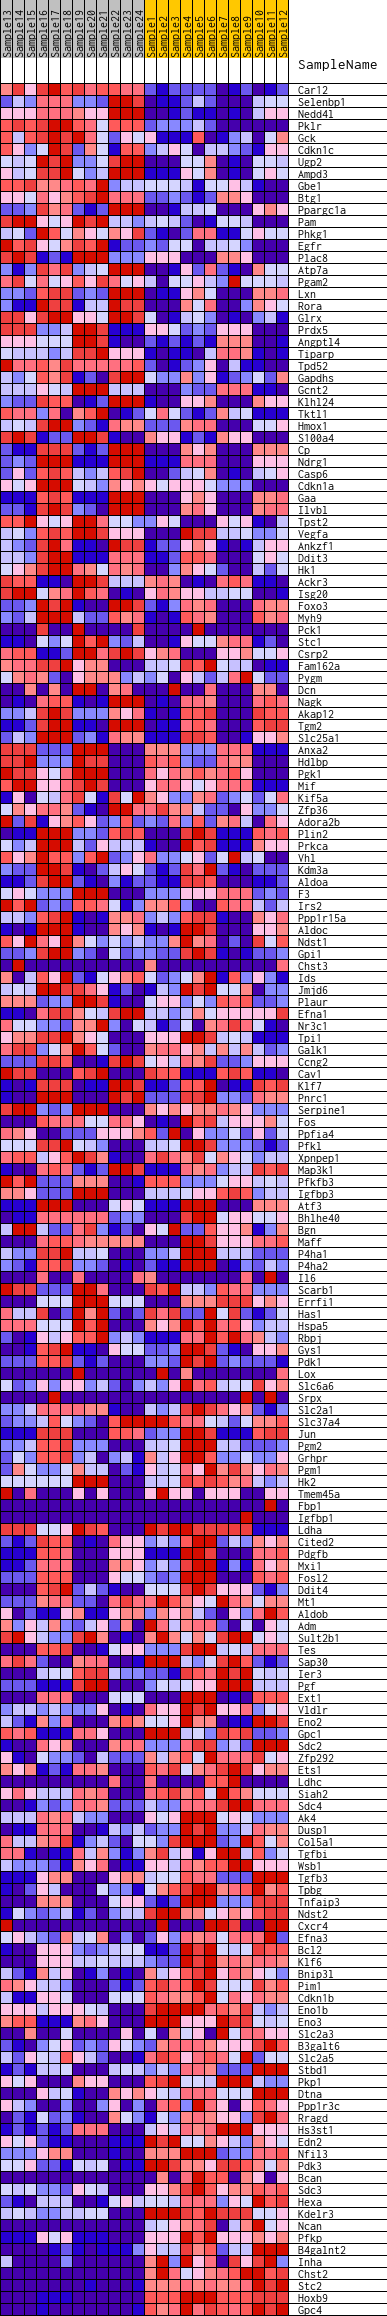 Sample13
Sample14
Sample15
Sample16
Sample17
Sample18
Sample19
Sample20
Sample21
Sample22
Sample23
Sample24
Sample1
Sample2
Sample3
Sample4
Sample5
Sample6
Sample7
Sample8
Sample9
Sample10
Sample11
Sample12
SampleName
Car12
Selenbp1
Nedd4l
Pklr
Gck
Cdkn1c
Ugp2
Ampd3
Gbe1
Btg1
Ppargc1a
Pam
Phkg1
Egfr
Plac8
Atp7a
Pgam2
Lxn
Rora
Glrx
Prdx5
Angptl4
Tiparp
Tpd52
Gapdhs
Gcnt2
Klhl24
Tktl1
Hmox1
S100a4
Cp
Ndrg1
Casp6
Cdkn1a
Gaa
Ilvbl
Tpst2
Vegfa
Ankzf1
Ddit3
Hk1
Ackr3
Isg20
Foxo3
Myh9
Pck1
Stc1
Csrp2
Fam162a
Pygm
Dcn
Nagk
Akap12
Tgm2
Slc25a1
Anxa2
Hdlbp
Pgk1
Mif
Kif5a
Zfp36
Adora2b
Plin2
Prkca
Vhl
Kdm3a
Aldoa
F3
Irs2
Ppp1r15a
Aldoc
Ndst1
Gpi1
Chst3
Ids
Jmjd6
Plaur
Efna1
Nr3c1
Tpi1
Galk1
Ccng2
Cav1
Klf7
Pnrc1
Serpine1
Fos
Ppfia4
Pfkl
Xpnpep1
Map3k1
Pfkfb3
Igfbp3
Atf3
Bhlhe40
Bgn
Maff
P4ha1
P4ha2
Il6
Scarb1
Errfi1
Has1
Hspa5
Rbpj
Gys1
Pdk1
Lox
Slc6a6
Srpx
Slc2a1
Slc37a4
Jun
Pgm2
Grhpr
Pgm1
Hk2
Tmem45a
Fbp1
Igfbp1
Ldha
Cited2
Pdgfb
Mxi1
Fosl2
Ddit4
Mt1
Aldob
Adm
Sult2b1
Tes
Sap30
Ier3
Pgf
Ext1
Vldlr
Eno2
Gpc1
Sdc2
Zfp292
Ets1
Ldhc
Siah2
Sdc4
Ak4
Dusp1
Col5a1
Tgfbi
Wsb1
Tgfb3
Tpbg
Tnfaip3
Ndst2
Cxcr4
Efna3
Bcl2
Klf6
Bnip3l
Pim1
Cdkn1b
Eno1b
Eno3
Slc2a3
B3galt6
Slc2a5
Stbd1
Pkp1
Dtna
Ppp1r3c
Rragd
Hs3st1
Edn2
Nfil3
Pdk3
Bcan
Sdc3
Hexa
Kdelr3
Ncan
Pfkp
B4galnt2
Inha
Chst2
Stc2
Hoxb9
Gpc4